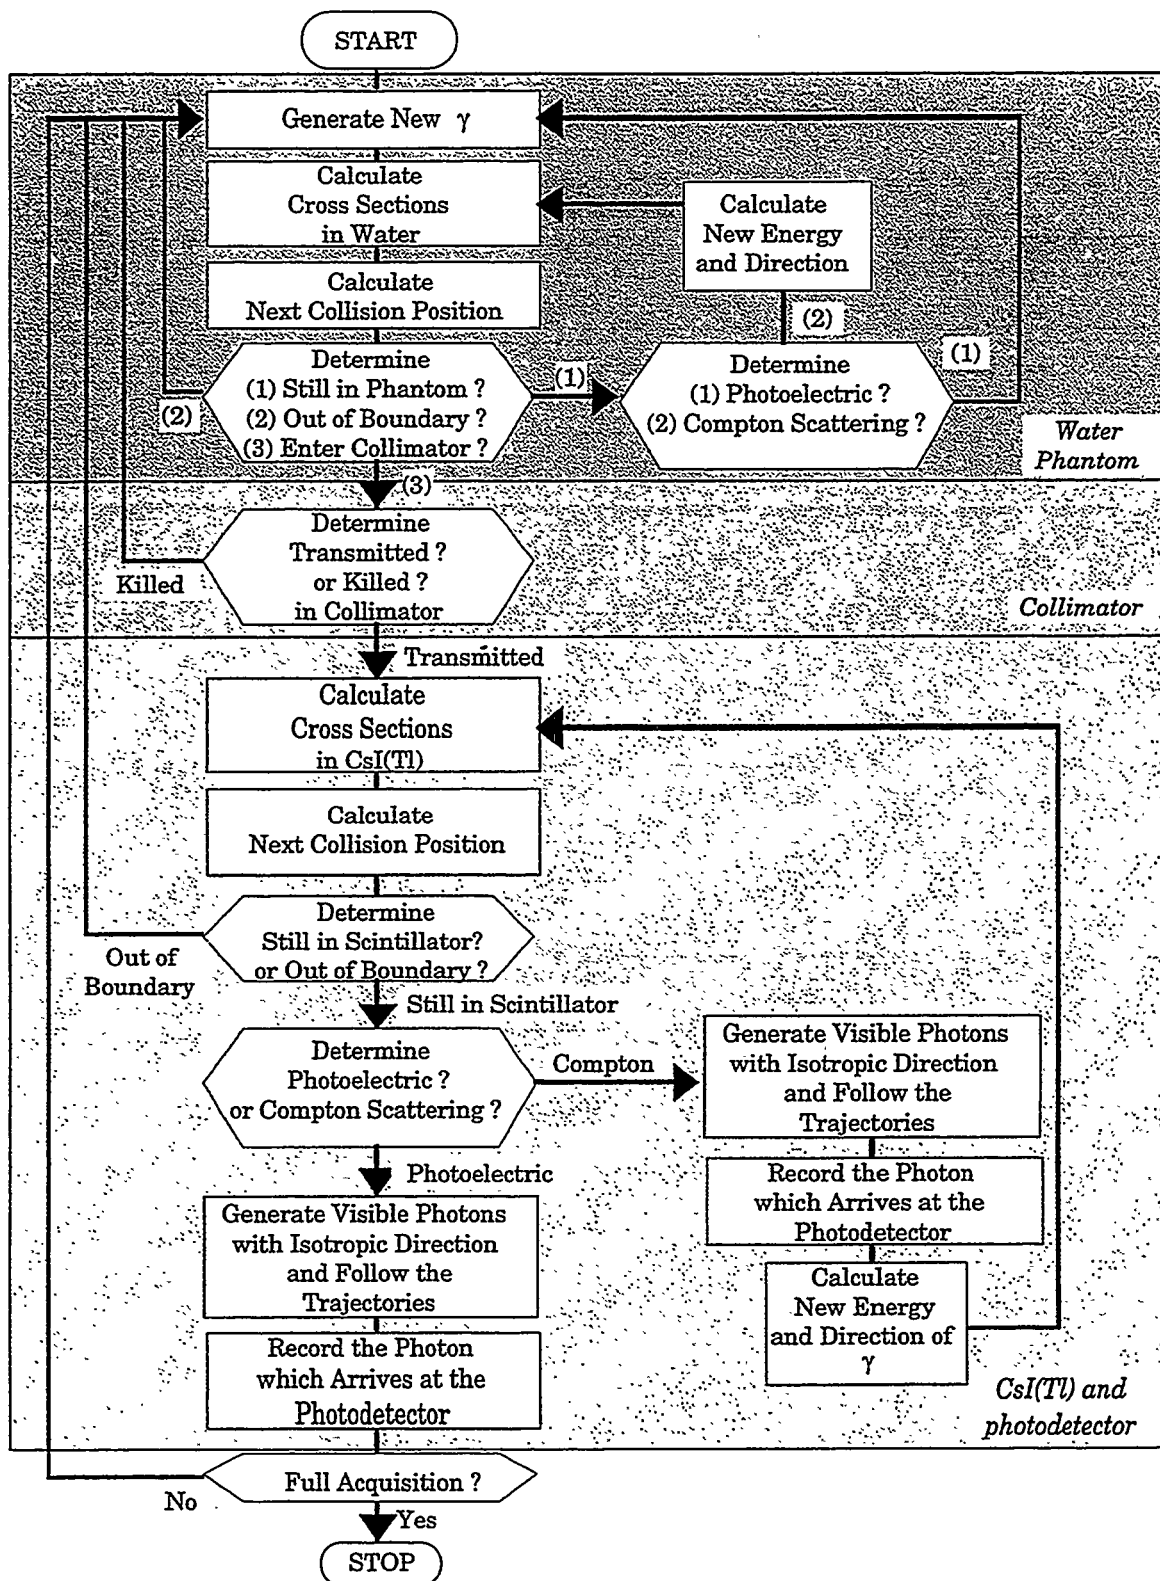 START
Generate New γ
Calculate
Cross Sections
in Water
Calculate
New Energy
and Direction
Calculate
Next Collision Position
(2)
Determine
(1) Still in Phantom ?
(2) Out of Boundary ?
(3) Enter Collimator ?
(1)
(2)
Determine
(1) Photoelectric ?
(2) Compton Scattering ?
(1)
Water
Phantom
(3)
Determine
Transmitted ?
or Killed ?
in Collimator
Killed
Collimator
Transmitted
Calculate
Cross Sections
in CsI(Tl)
Calculate
Next Collision Position
Determine
Still in Scintillator?
or Out of Boundary ?
Out of
Boundary
Still in Scintillator
Determine
Photoelectric ?
or Compton Scattering ?
Compton
Generate Visible Photons
with Isotropic Direction
and Follow the
Trajectories
Record the Photon
which Arrives at the
Photodetector
Calculate
New Energy
and Direction of
γ
Photoelectric
Generate Visible Photons
with Isotropic Direction
and Follow the
Trajectories
Record the Photon
which Arrives at the
Photodetector
CsI(Tl) and
photodetector
Full Acquisition ?
No
Yes
STOP